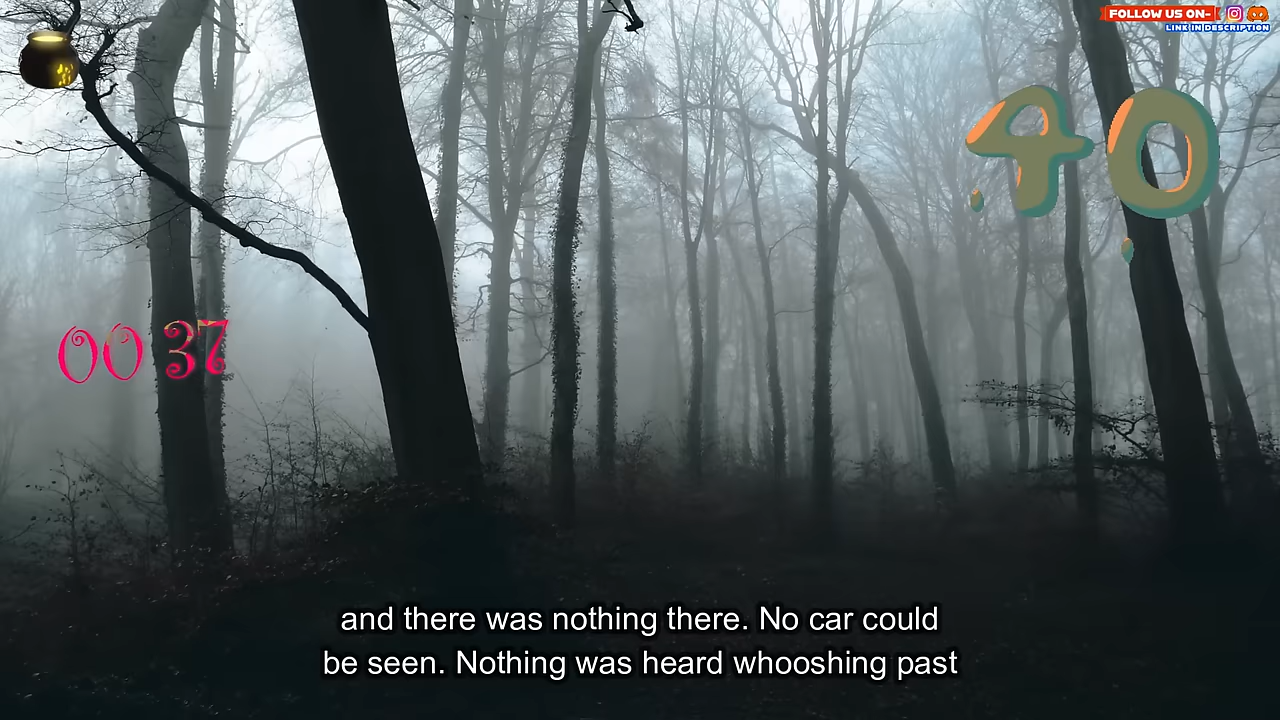 FOLLOW US ON-
LINK IN DESCRIPTION
40
00 37
and there was nothing there. No car could
be seen. Nothing was heard whooshing past